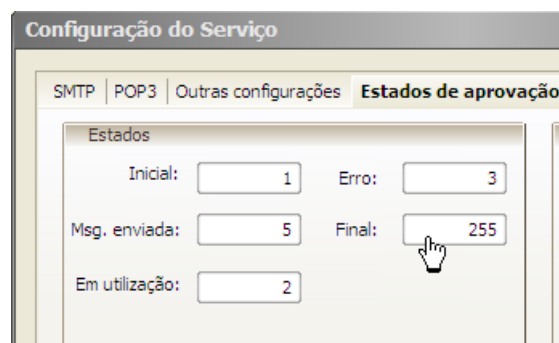 Configuração do Serviço
SMTP POP3 Outras configurações Estados de aprovação
Estados
Inicial: 1 Erro: 3
Msg. enviada: 5 Final: 255
Em utilização: 2